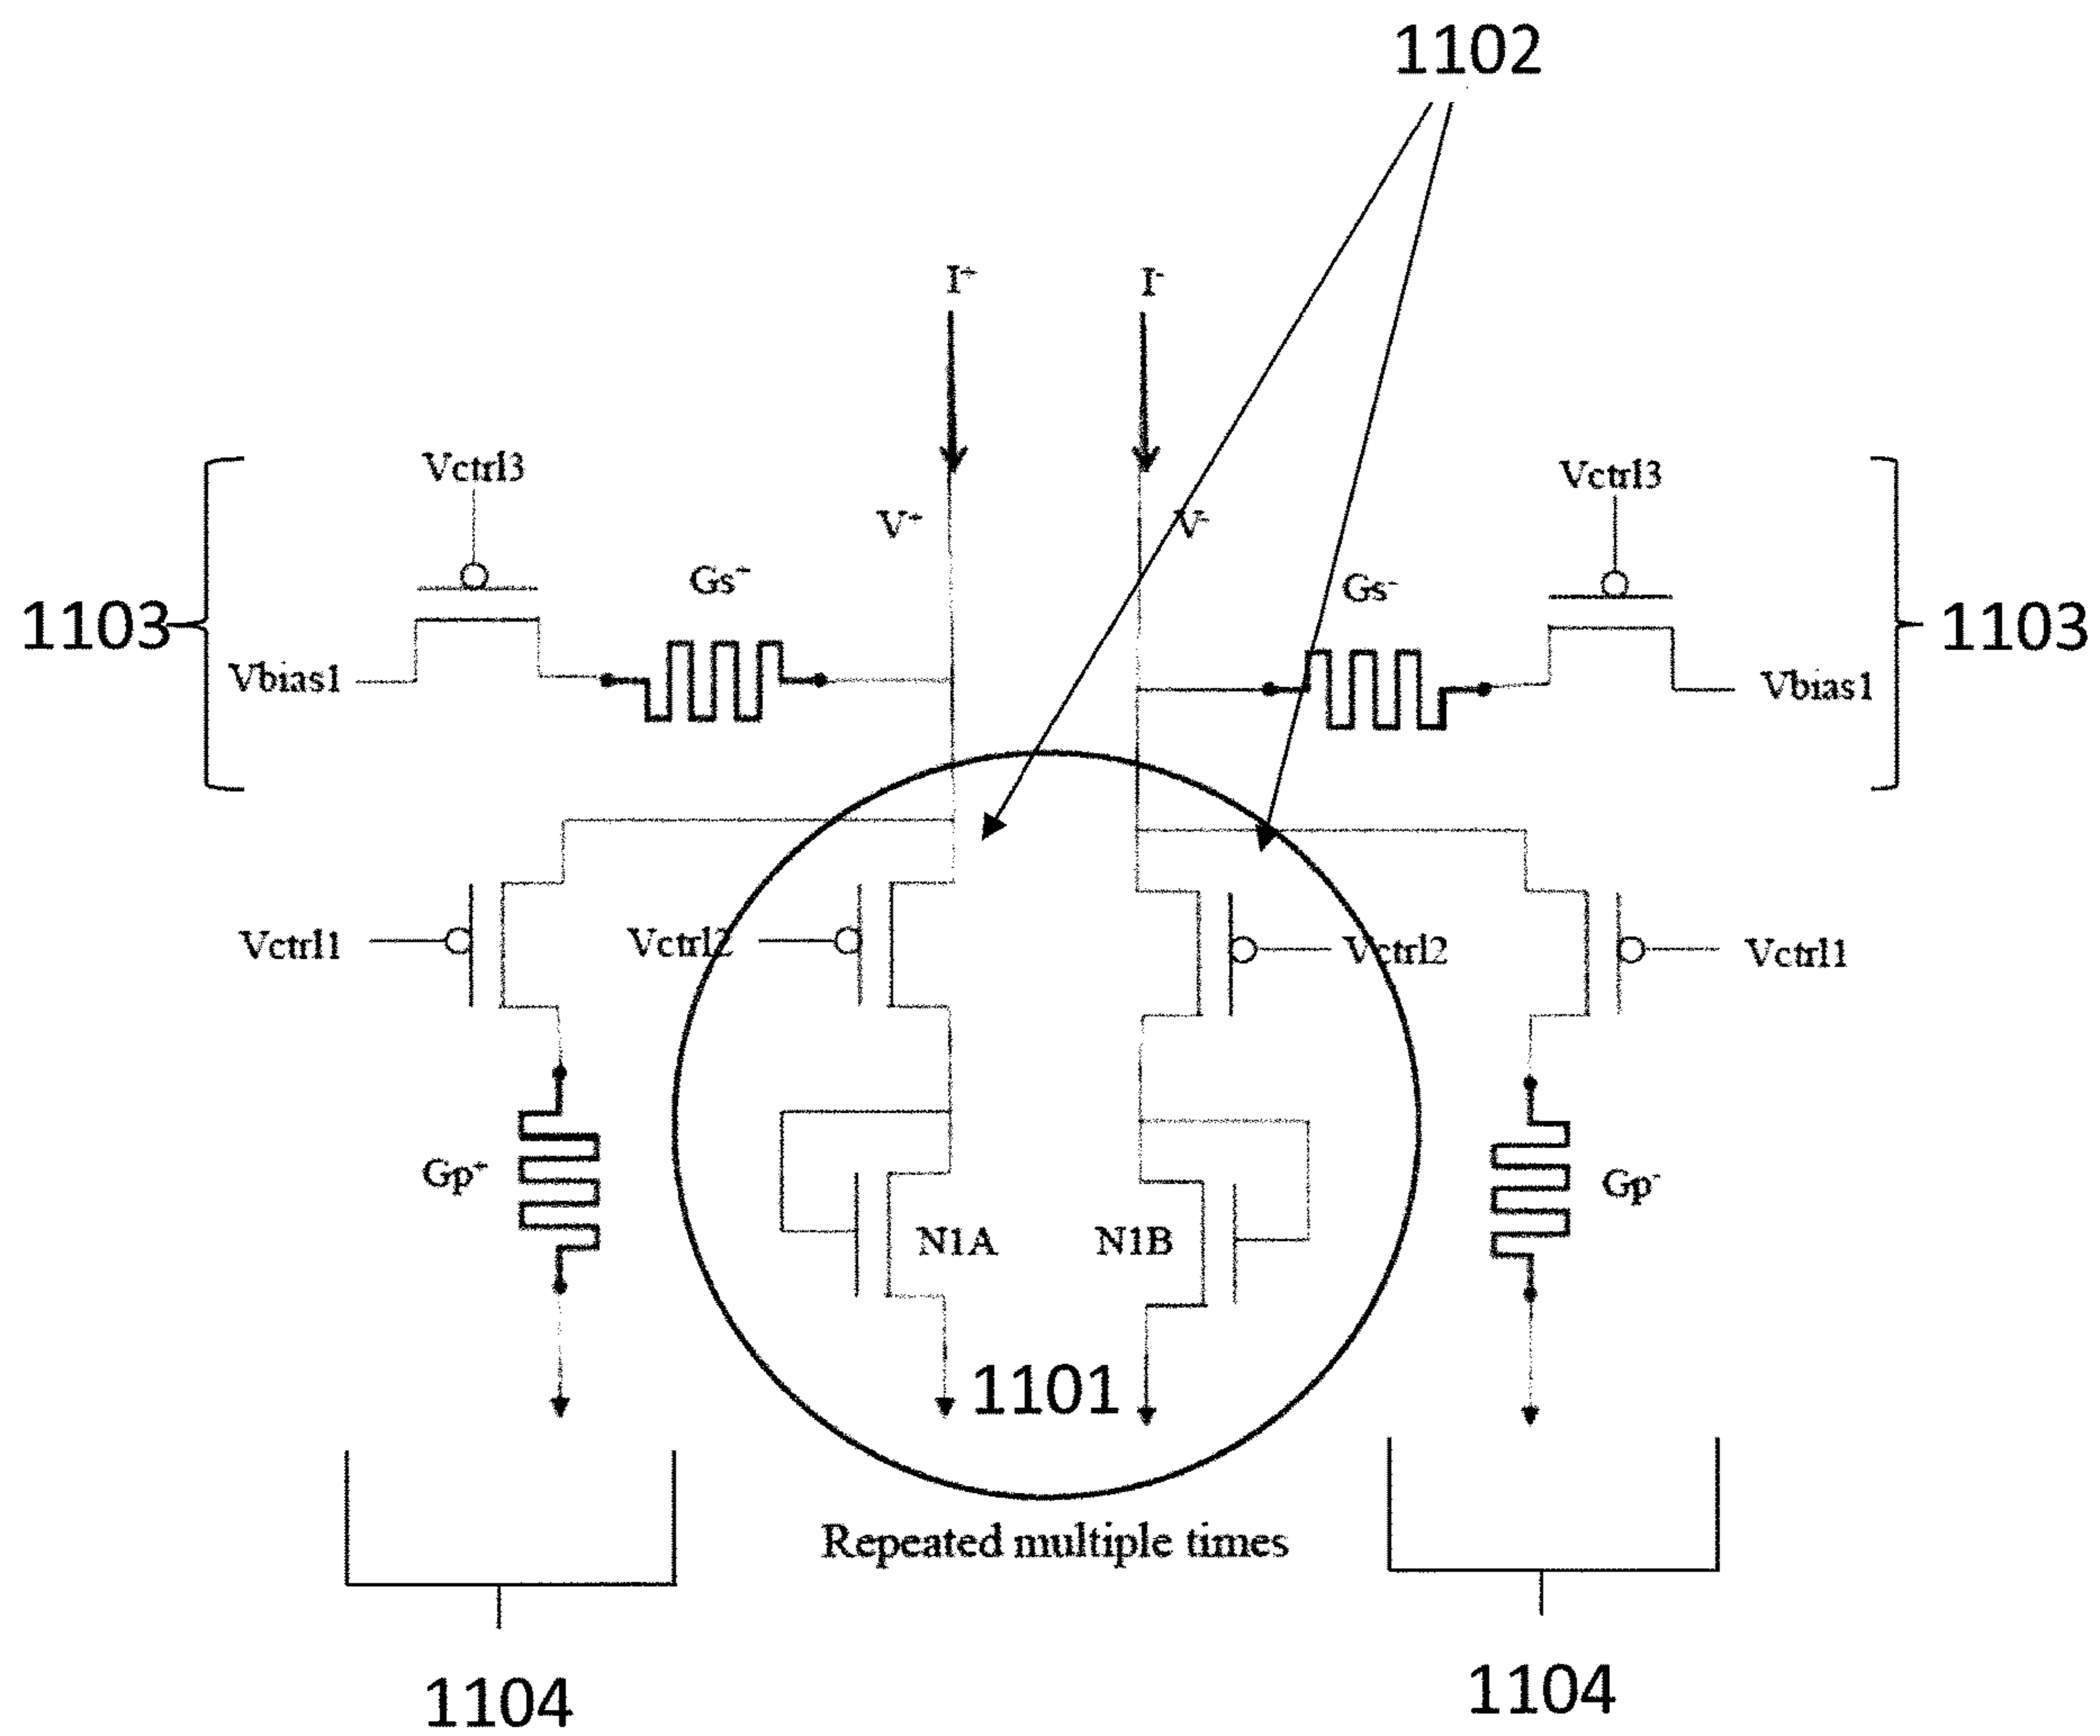 1102
I⁺
I⁻
Vctrl3
Vctrl3
V⁺
V⁻
Gs⁺
Gs⁻
1103
1103
Vbias1
Vbias1
Vctrl1
Vctrl2
Vctrl2
Vctrl1
Gp⁺
Gp⁻
N1A
N1B
1101
Repeated multiple times
1104
1104